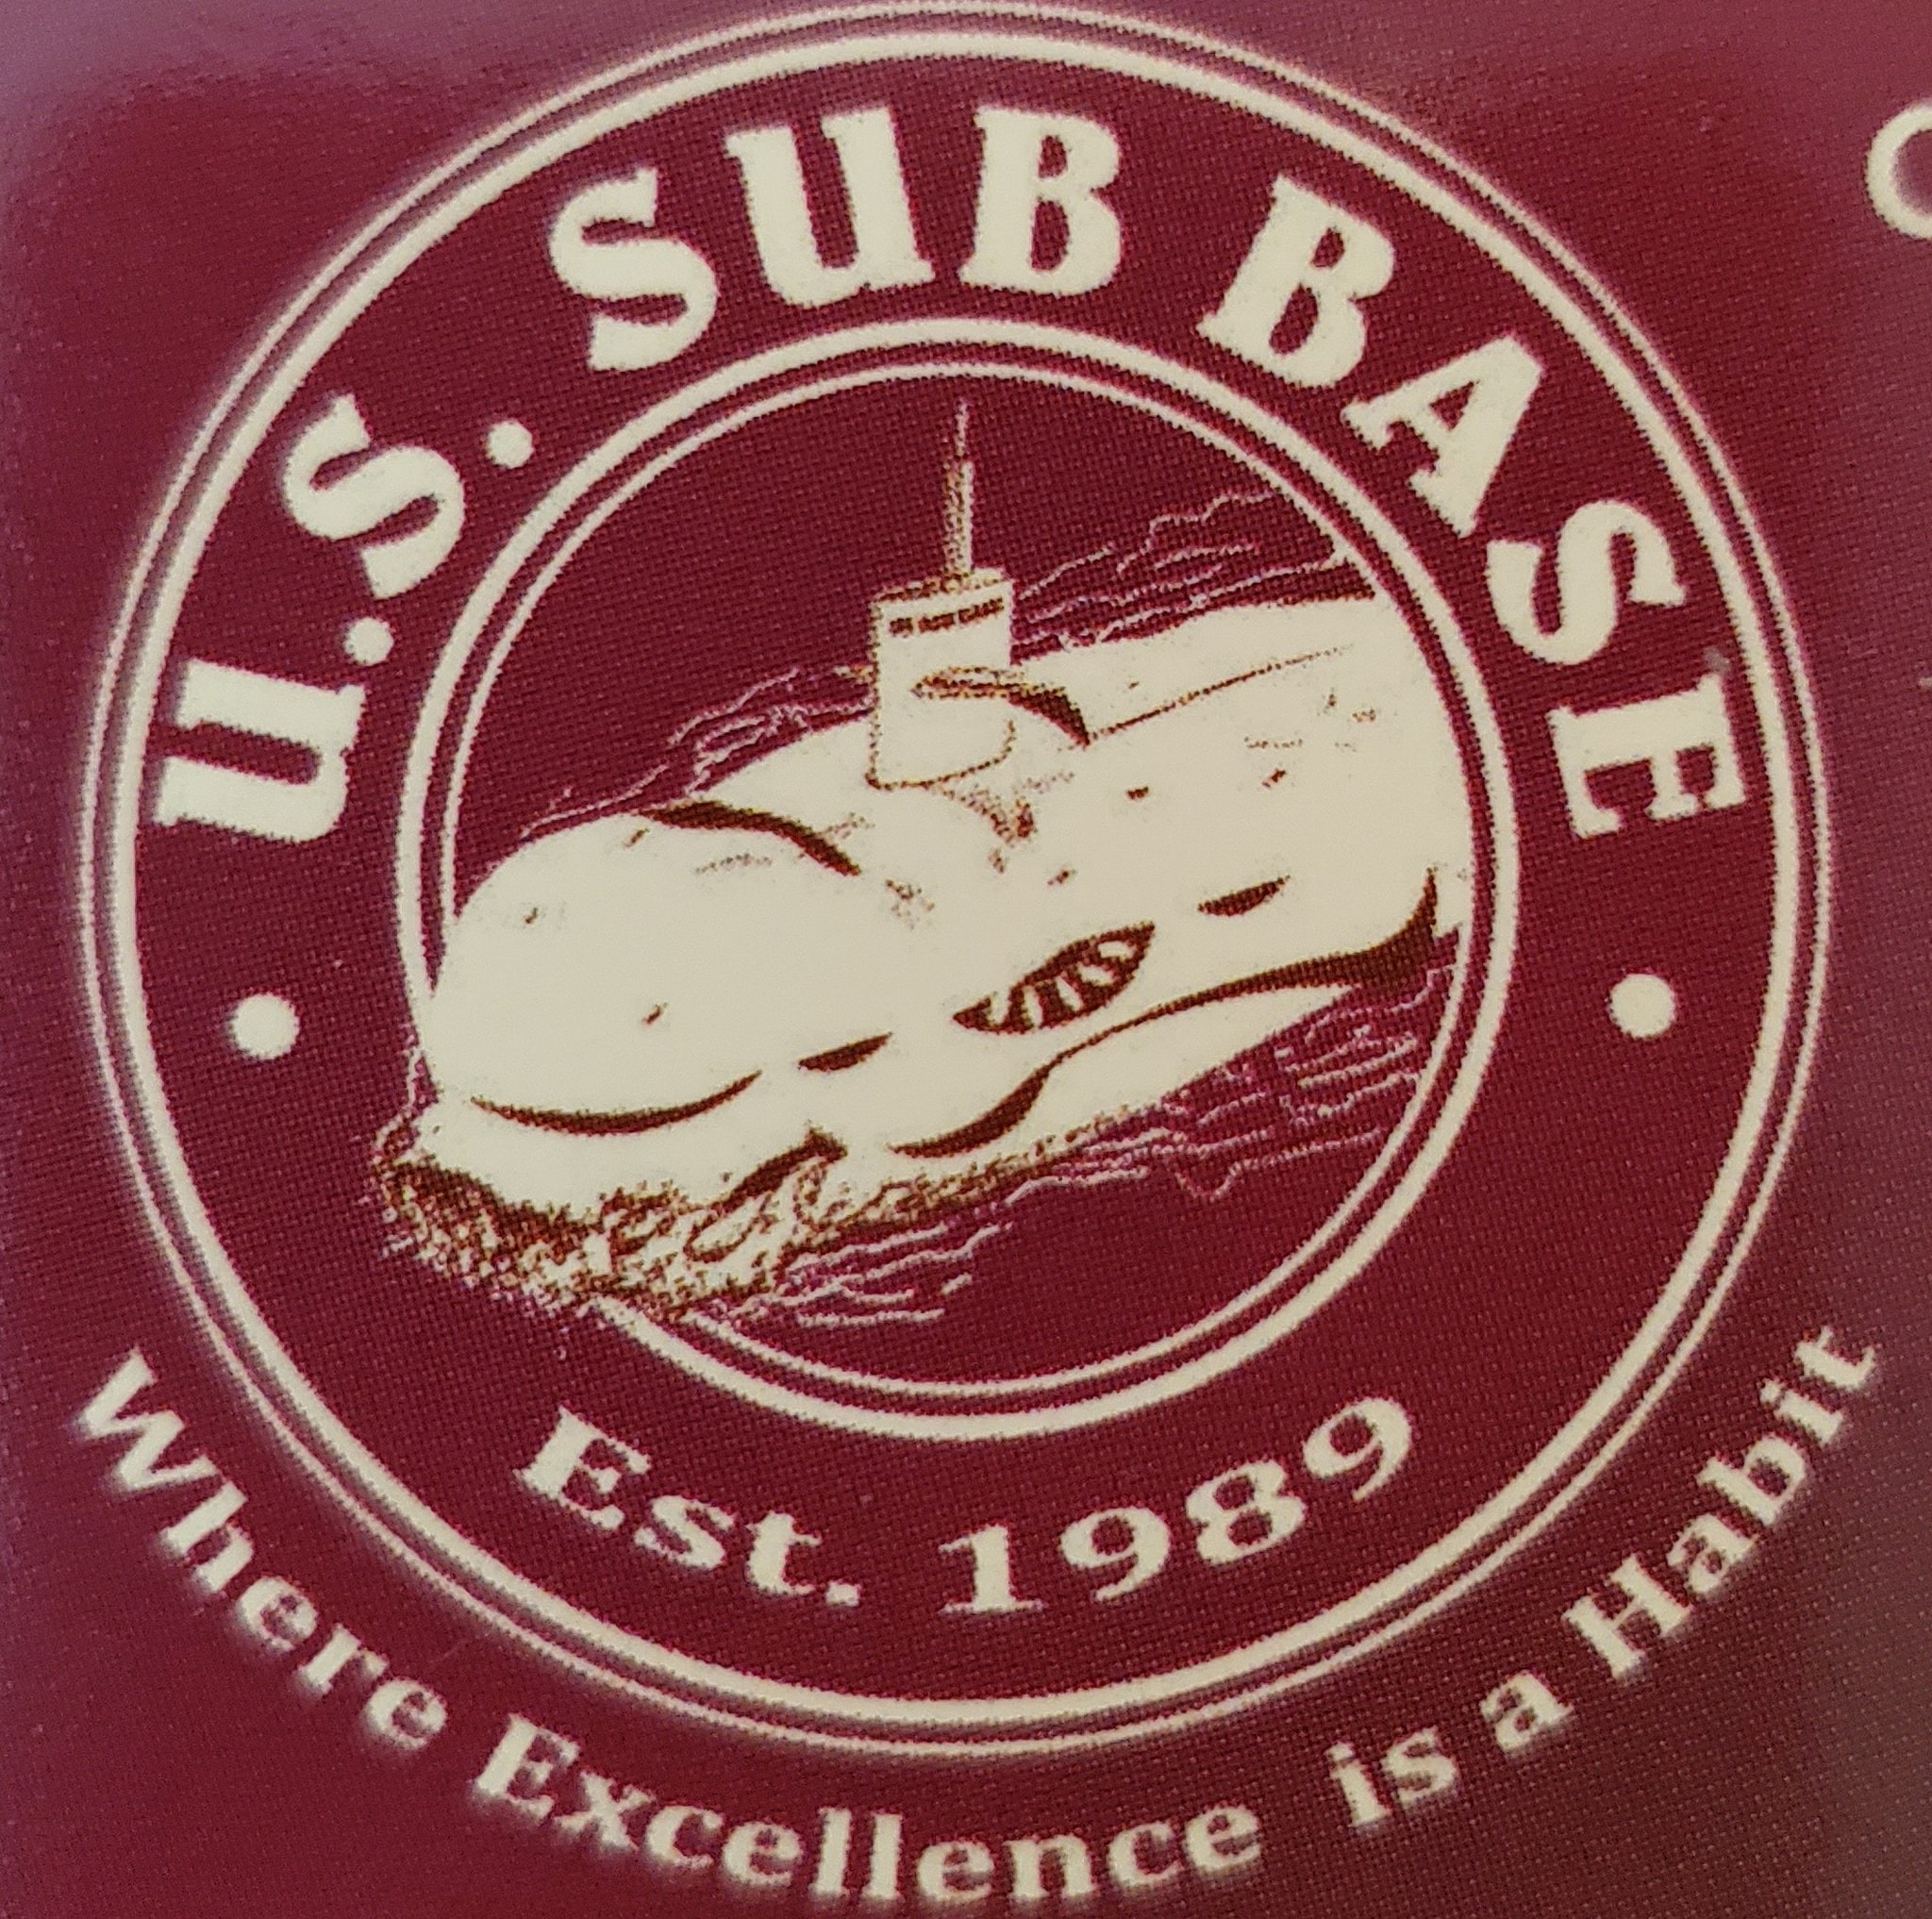 U.S. SUB BASE
Est. 1989
Where Excellence is a Habit